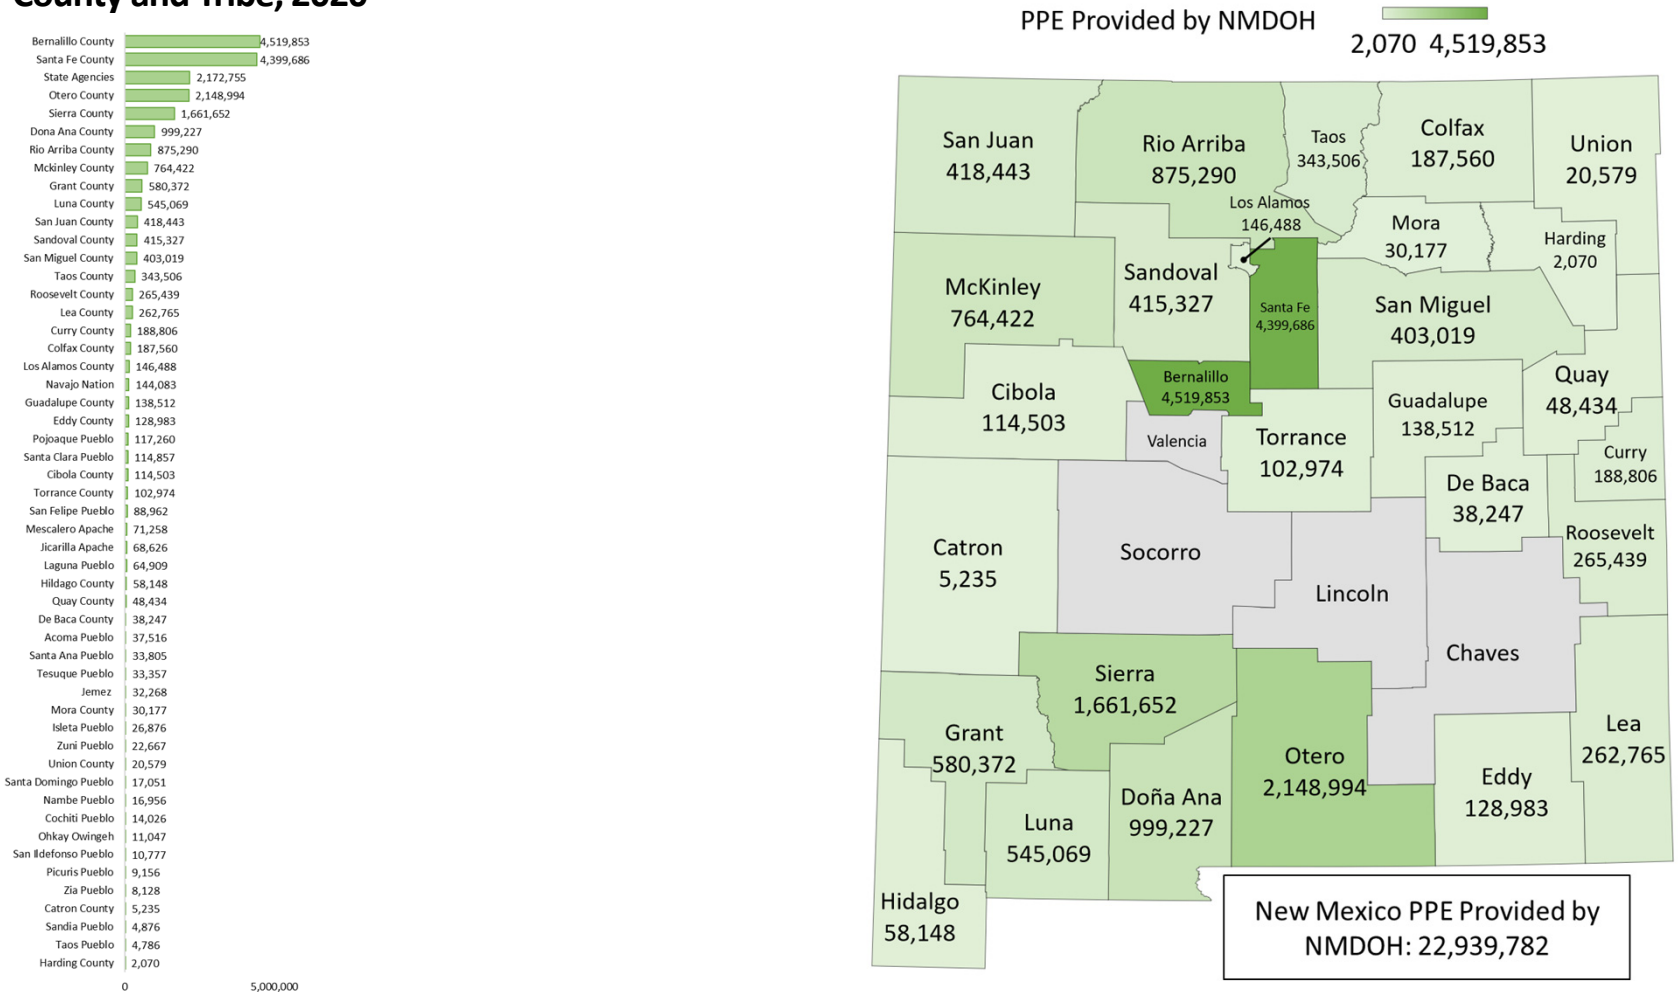 County and Tribe, 2020
Bernalillo County 4,519,853
Santa Fe County 4,399,686
State Agencies 2,172,755
Otero County 2,148,994
Sierra County 1,661,652
Dona Ana County 999,227
Rio Arriba County 875,290
Mckinley County 764,422
Grant County 580,372
Luna County 545,069
San Juan County 418,443
Sandoval County 415,327
San Miguel County 403,019
Taos County 343,506
Roosevelt County 265,439
Lea County 262,765
Curry County 188,806
Colfax County 187,560
Los Alamos County 146,488
Navajo Nation 144,083
Guadalupe County 138,512
Eddy County 128,983
Pojoaque Pueblo 117,260
Santa Clara Pueblo 114,857
Cibola County 114,503
Torrance County 102,974
San Felipe Pueblo 88,962
Mescalero Apache 71,258
Jicarilla Apache 68,626
Laguna Pueblo 64,909
Hildago County 58,148
Quay County 48,434
De Baca County 38,247
Acoma Pueblo 37,516
Santa Ana Pueblo 33,805
Tesuque Pueblo 33,357
Jemez 32,268
Mora County 30,177
Isleta Pueblo 26,876
Zuni Pueblo 22,667
Union County 20,579
Santa Domingo Pueblo 17,051
Nambe Pueblo 16,956
Cochiti Pueblo 14,026
Ohkay Owingeh 11,047
San Ildefonso Pueblo 10,777
Picuris Pueblo 9,156
Zia Pueblo 8,128
Catron County 5,235
Sandia Pueblo 4,876
Taos Pueblo 4,786
Harding County 2,070
0 5,000,000
PPE Provided by NMDOH
2,070 4,519,853
San Juan
418,443
Rio Arriba
875,290
Taos
343,506
Colfax
187,560
Union
20,579
Los Alamos
146,488
Mora
30,177
Harding
2,070
McKinley
764,422
Sandoval
415,327
Santa Fe
4,399,686
San Miguel
403,019
Cibola
114,503
Bernalillo
4,519,853
Valencia
Torrance
102,974
Guadalupe
138,512
Quay
48,434
Curry
188,806
De Baca
38,247
Roosevelt
265,439
Catron
5,235
Socorro
Lincoln
Chaves
Sierra
1,661,652
Grant
580,372
Otero
2,148,994
Lea
262,765
Eddy
128,983
Luna
545,069
Doña Ana
999,227
Hidalgo
58,148
New Mexico PPE Provided by
NMDOH: 22,939,782